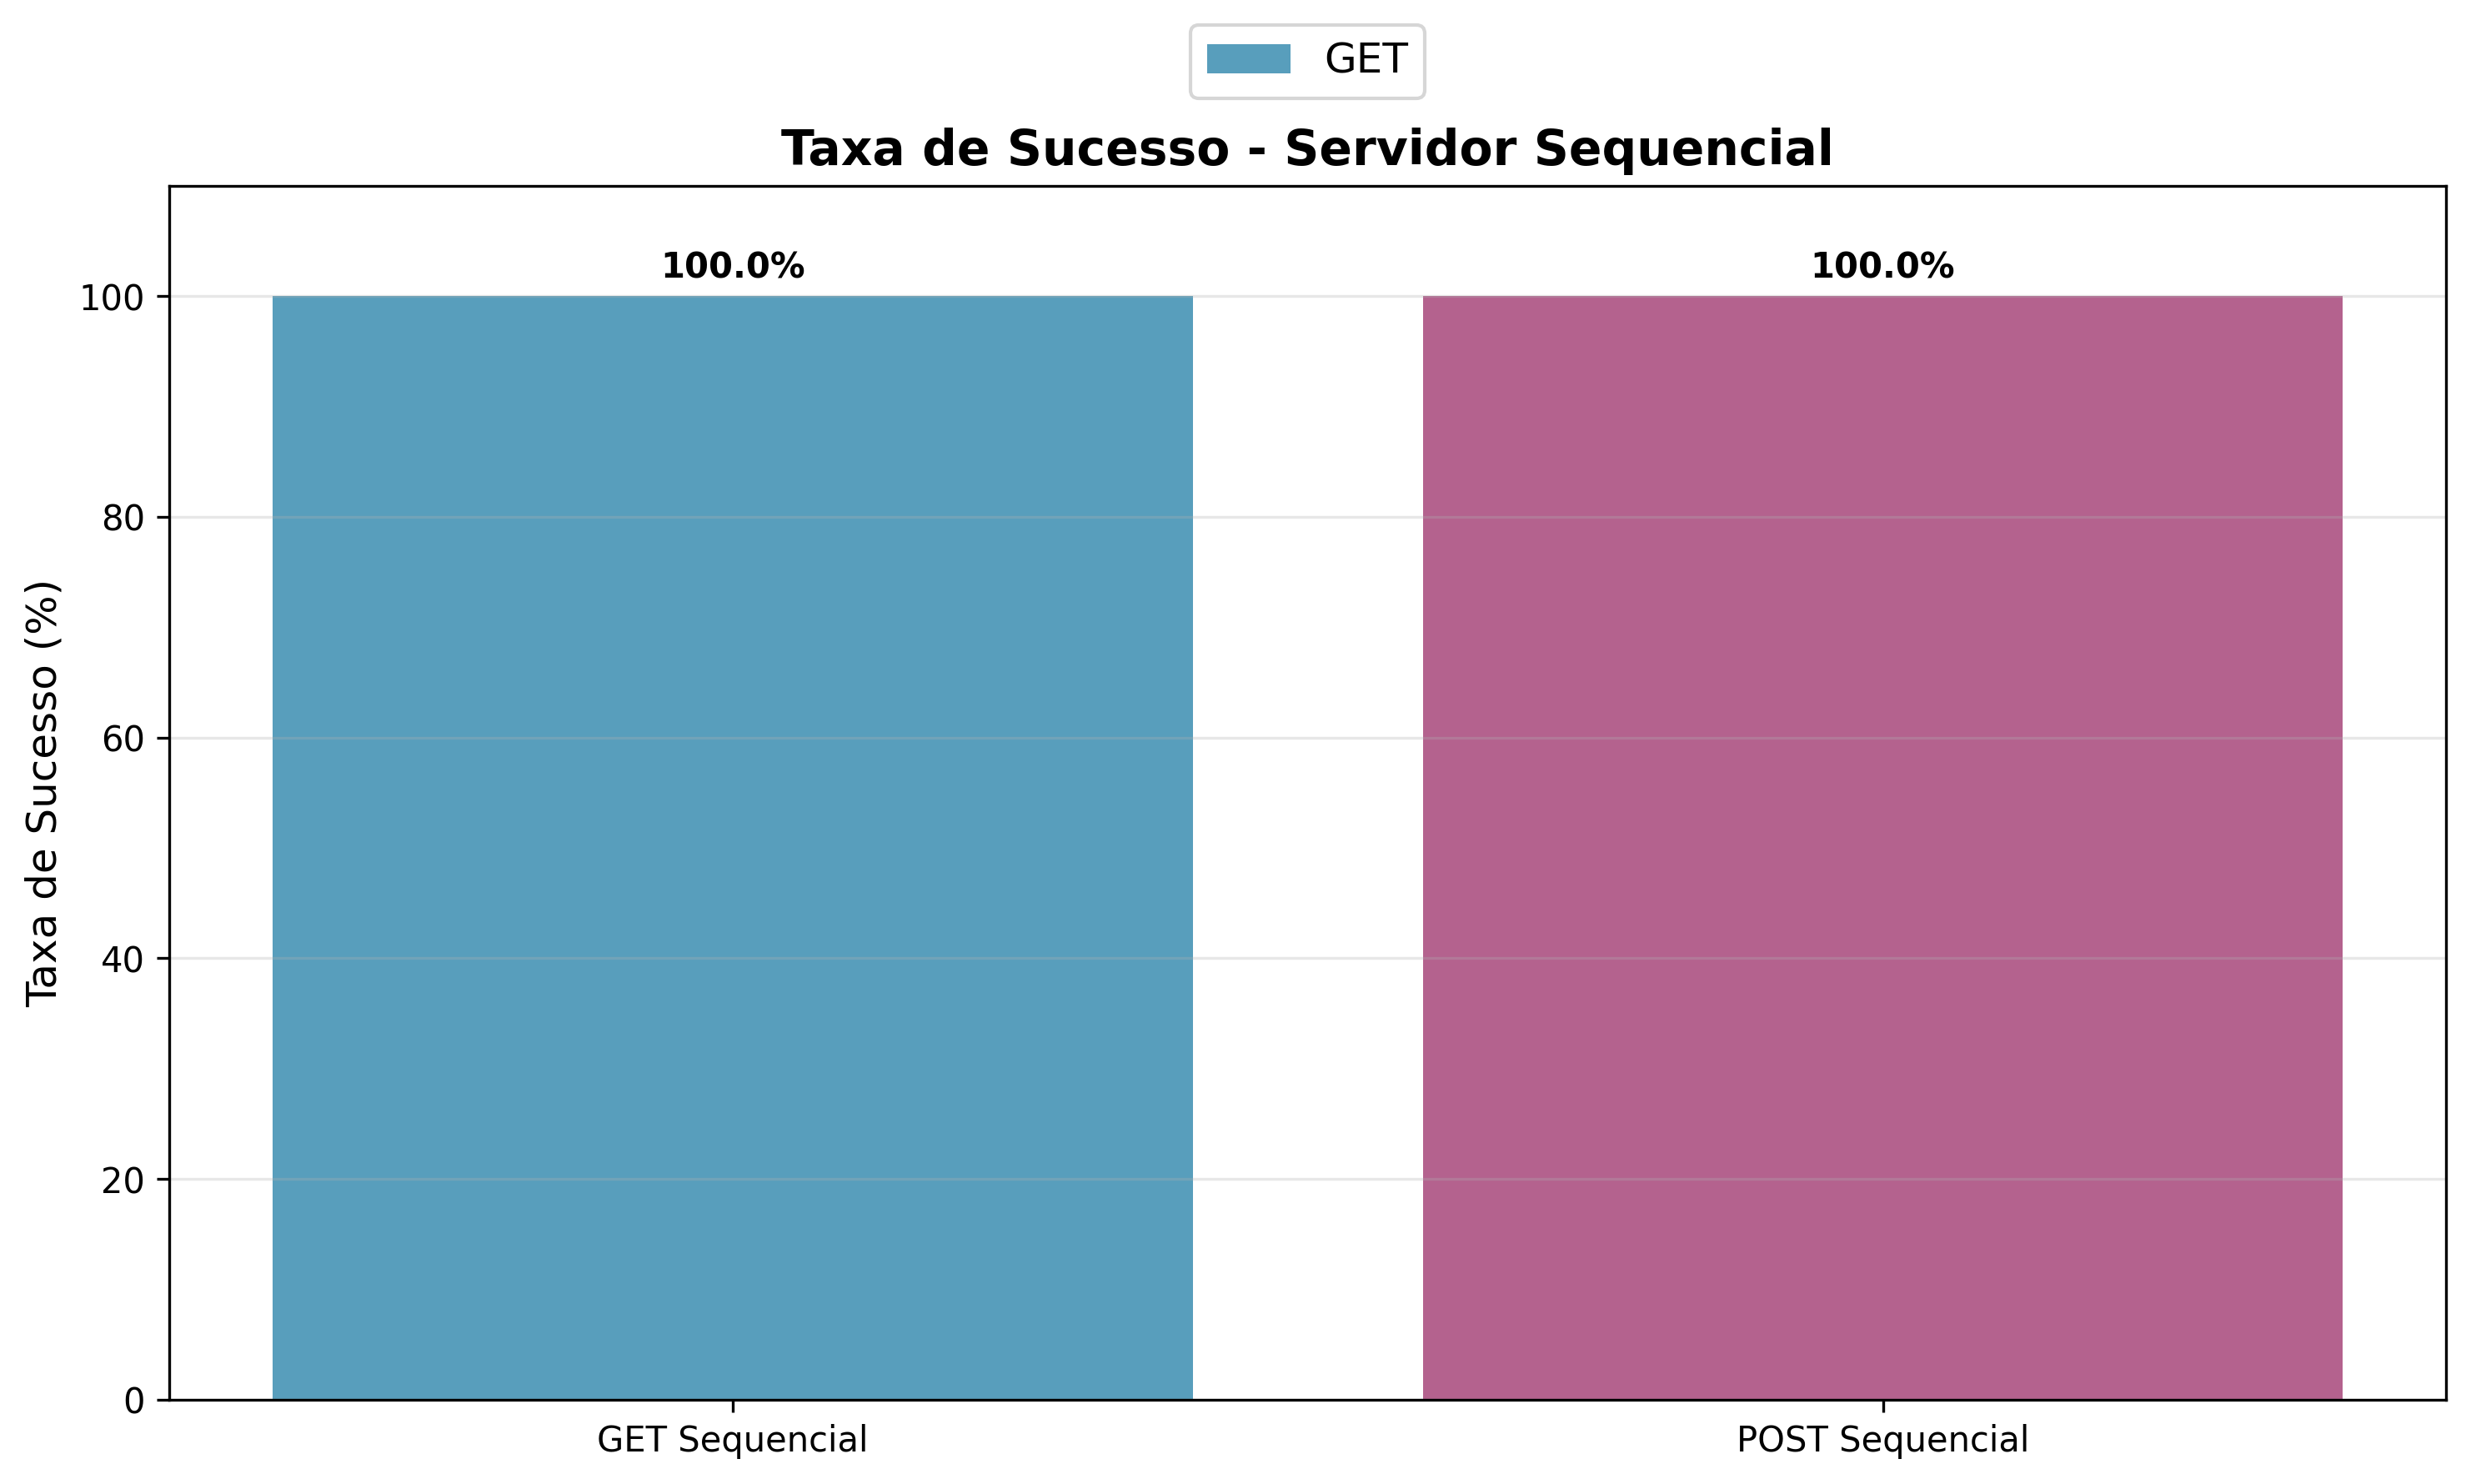 GET
Taxa de Sucesso - Servidor Sequencial
Taxa de Sucesso (%)
100.0%
100.0%
100
80
60
40
20
0
GET Sequencial
POST Sequencial